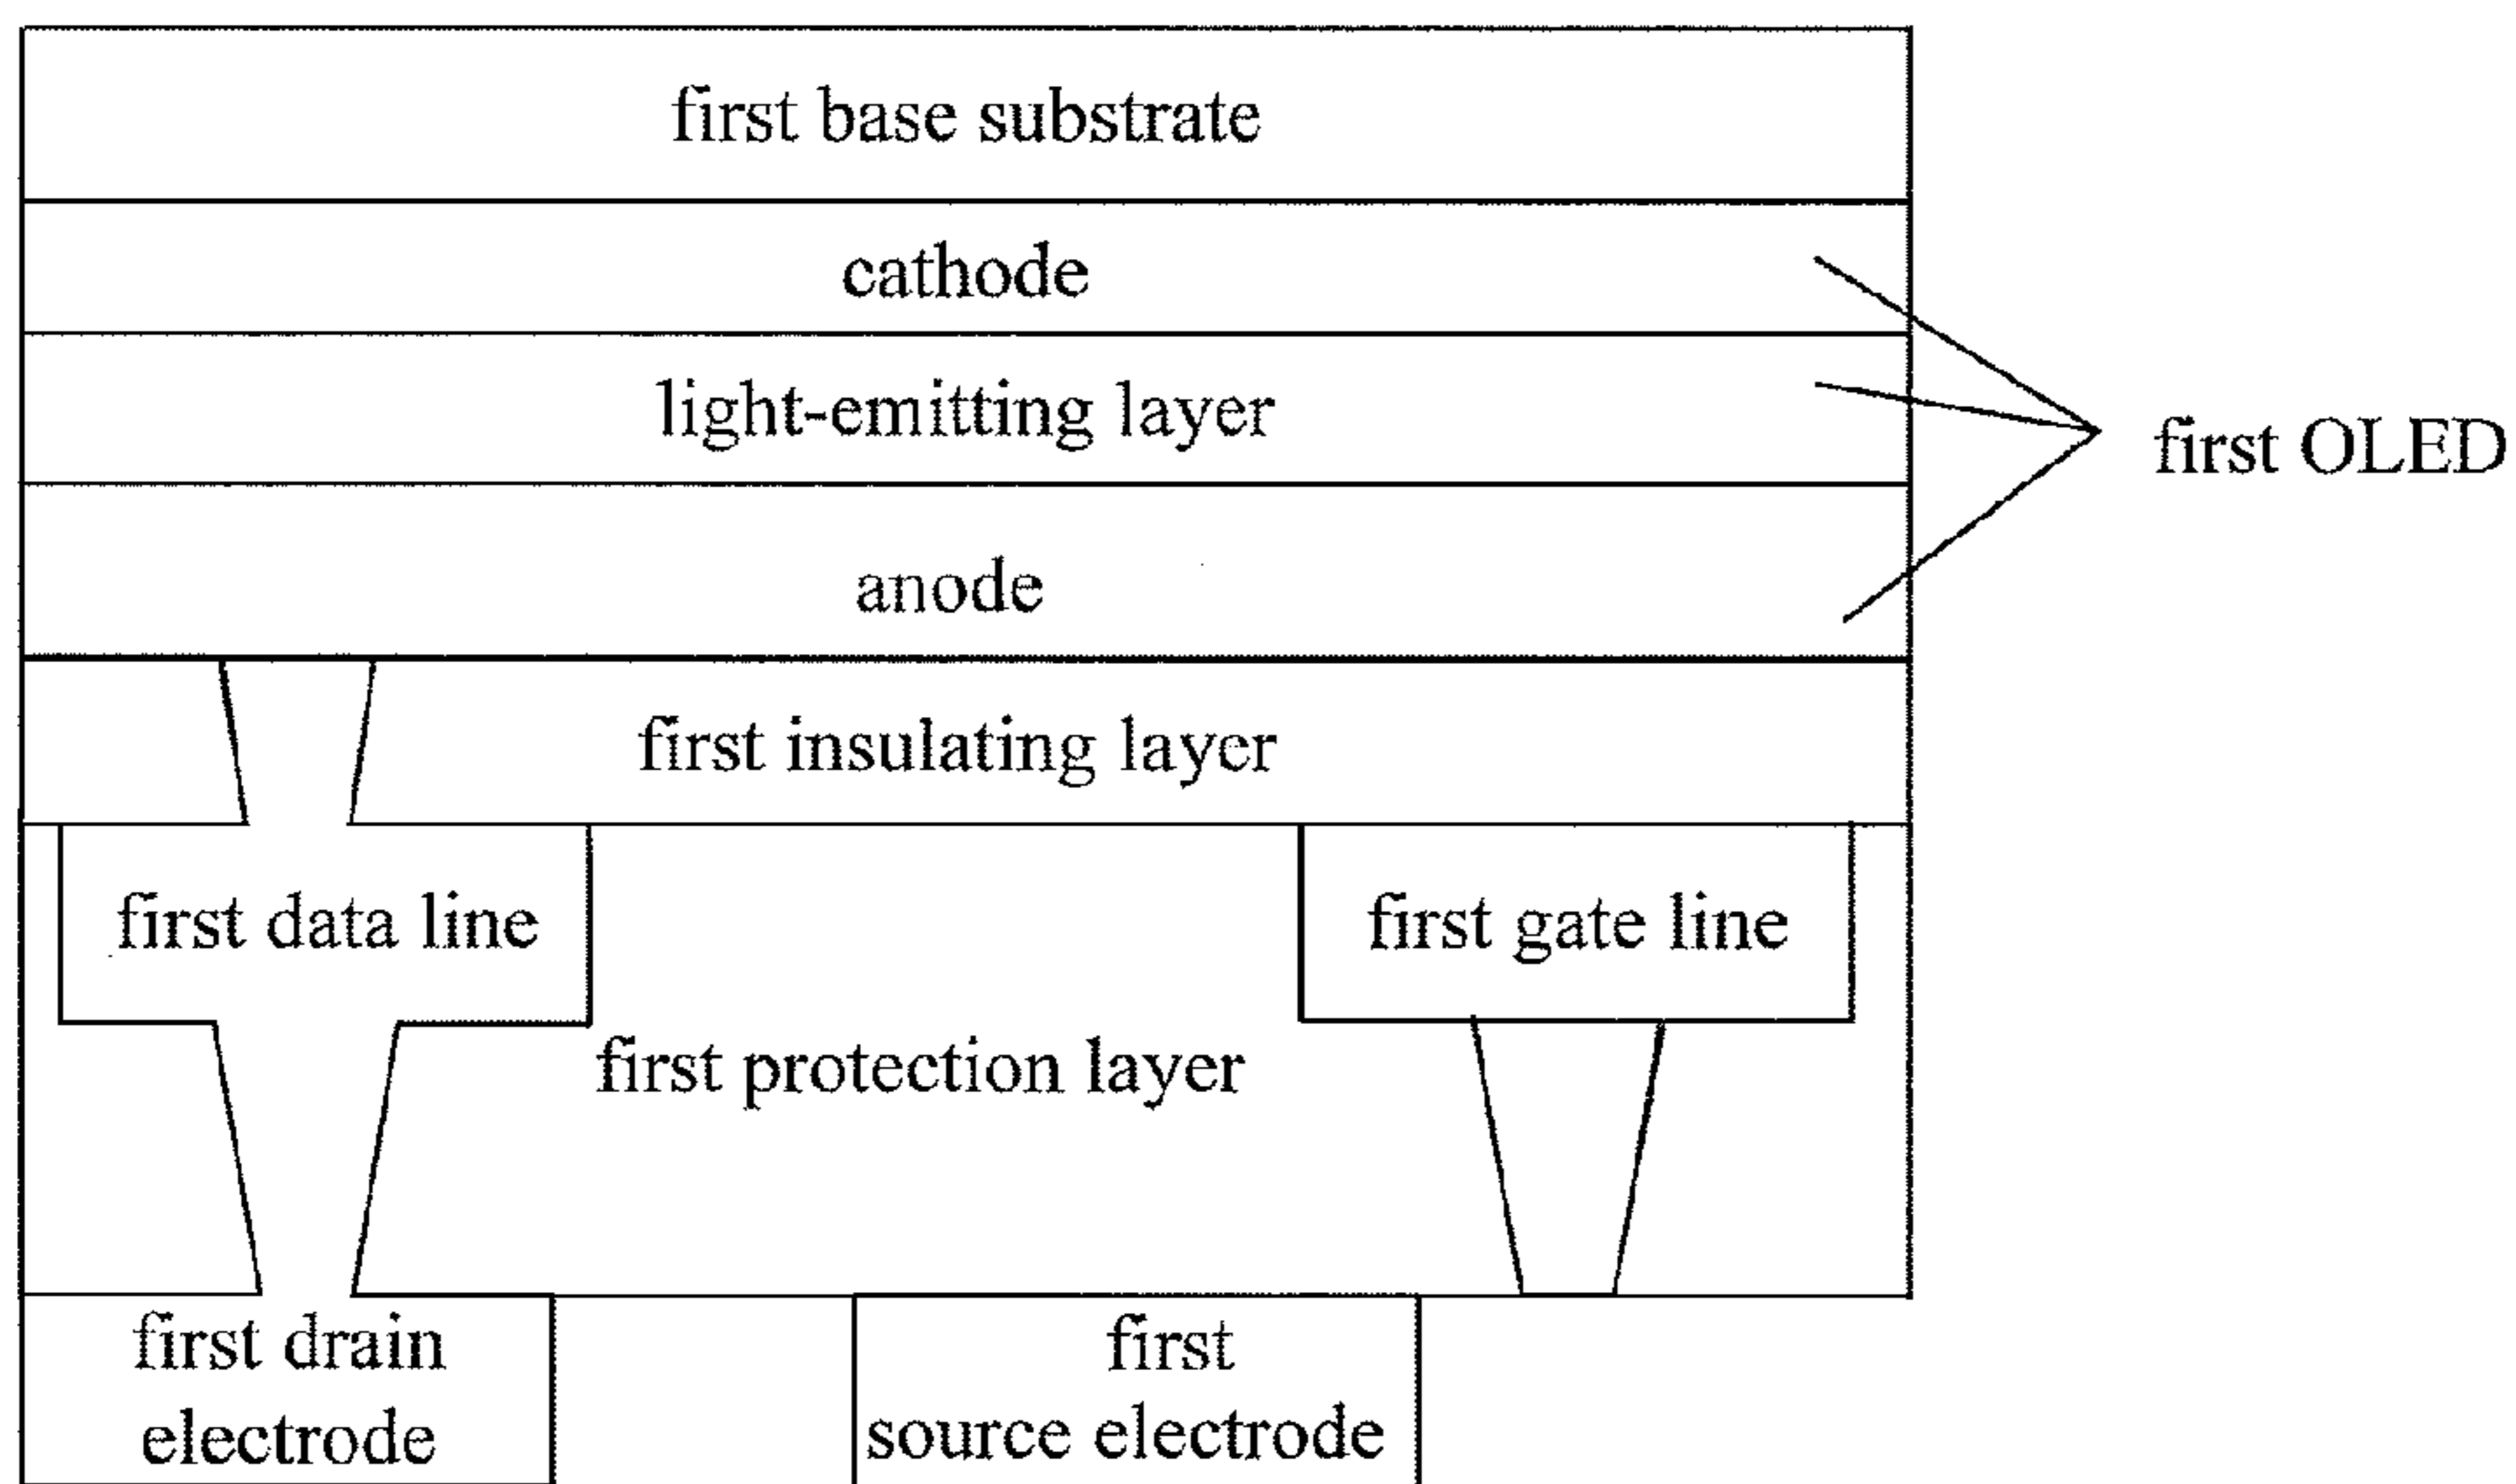 first base substrate
cathode
light-emitting layer
first OLED
anode
first insulating layer
first data line
first gate line
first protection layer
first drain
electrode
first
source electrode